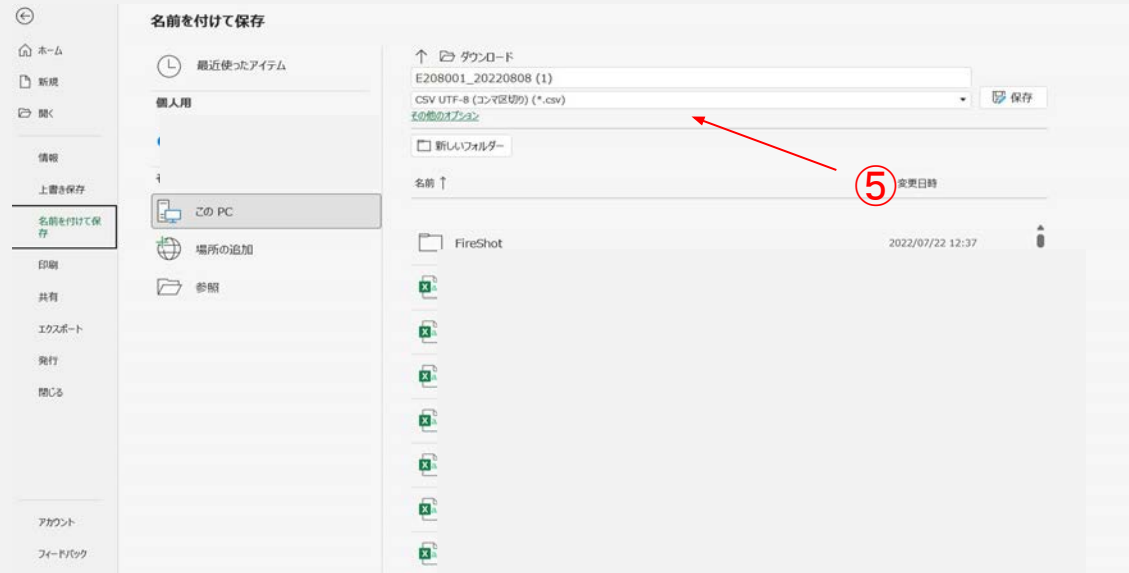 名前を付けて保存
ホーム
新規
開く
情報
上書き保存
名前を付けて保
存
印刷
共有
エクスポート
発行
閉じる
アカウント
フィードバック
最近使ったアイテム
個人用
この PC
場所の追加
参照
↑ ダウンロード
E208001_20220808 (1)
CSV UTF-8 (コンマ区切り) (*.csv)
保存
その他のオプション
新しいフォルダー
⑤
名前 ↑ 変更日時
FireShot 2022/07/22 12:37